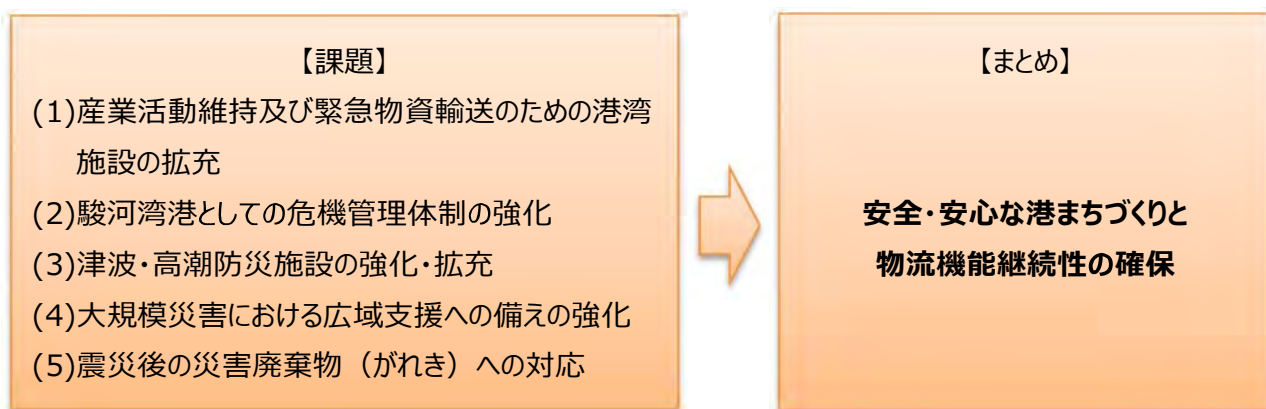 【課題】
(1)産業活動維持及び緊急物資輸送のための港湾
施設の拡充
(2)駿河湾港としての危機管理体制の強化
(3)津波・高潮防災施設の強化・拡充
(4)大規模災害における広域支援への備えの強化
(5)震災後の災害廃棄物（がれき）への対応
【まとめ】
安全・安心な港まちづくりと
物流機能継続性の確保